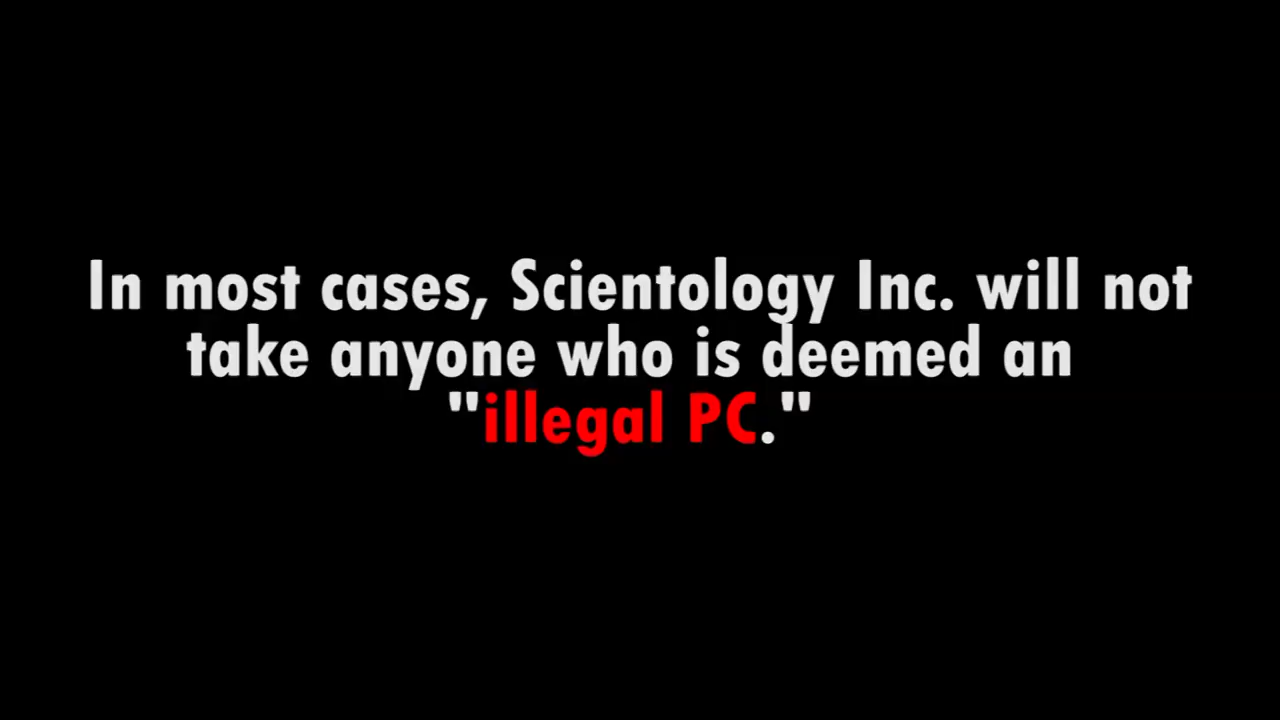 In most cases, Scientology Inc. will not
take anyone who is deemed an
"illegal PC."